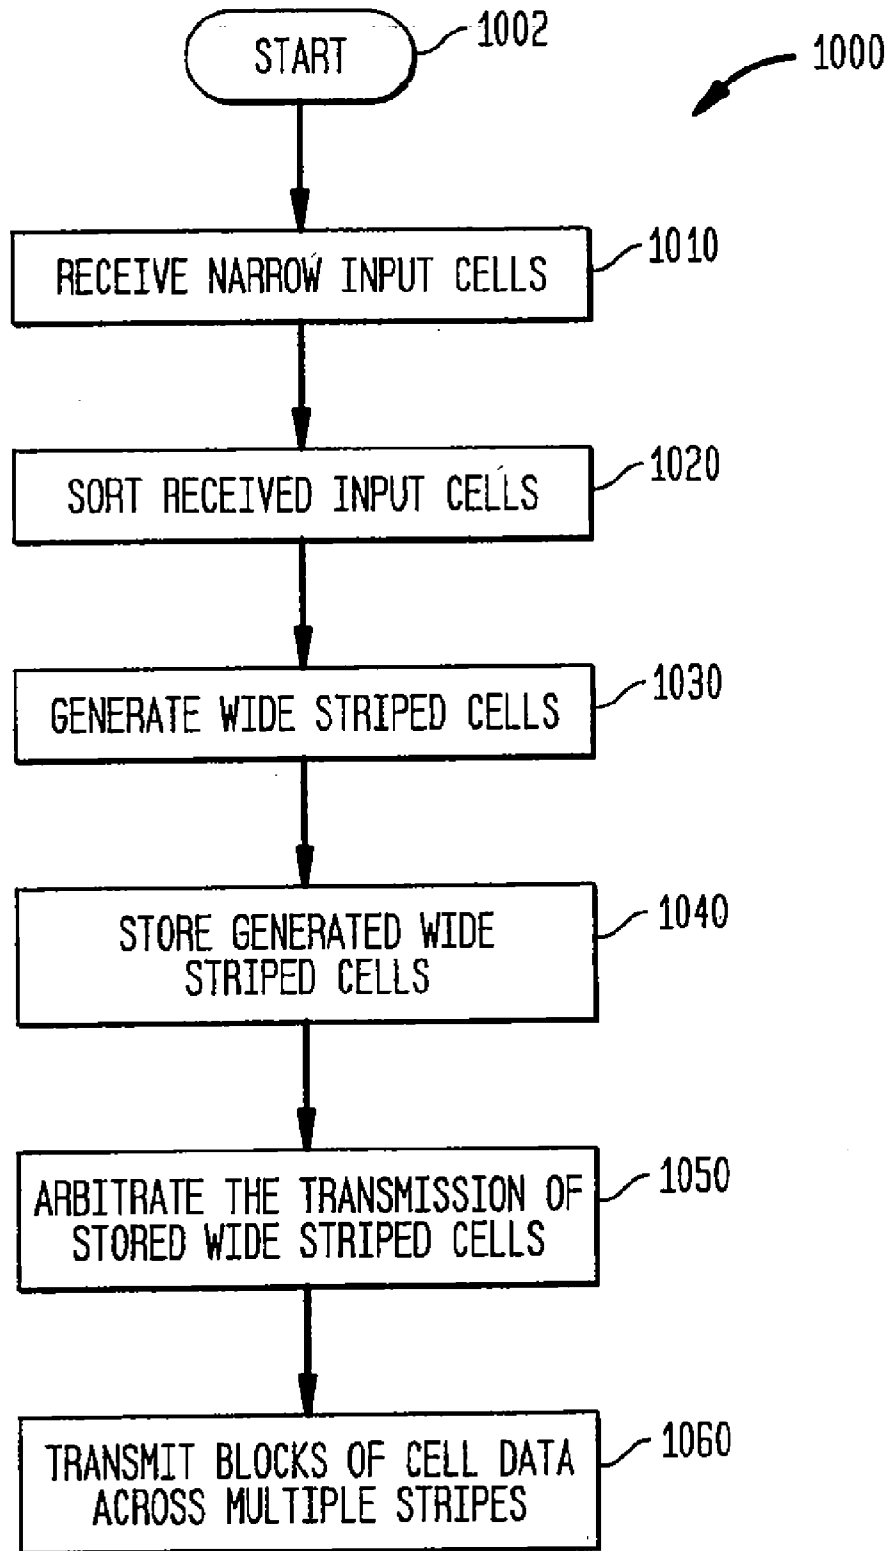 START
1002
1000
RECEIVE NARROW INPUT CELLS
1010
SORT RECEIVED INPUT CELLS
1020
GENERATE WIDE STRIPED CELLS
1030
STORE GENERATED WIDE
STRIPED CELLS
1040
ARBITRATE THE TRANSMISSION OF
STORED WIDE STRIPED CELLS
1050
TRANSMIT BLOCKS OF CELL DATA
ACROSS MULTIPLE STRIPES
1060